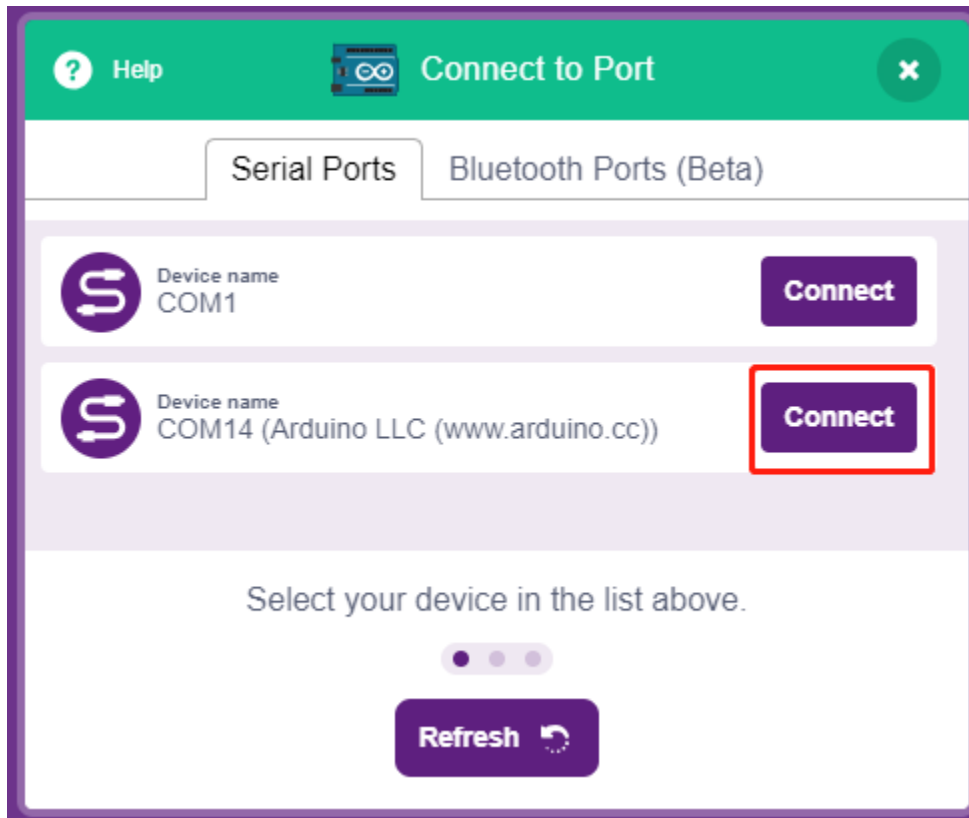 ? Help
Connect to Port
Serial Ports
Bluetooth Ports (Beta)
Device name
COM1
Connect
Device name
COM14 (Arduino LLC (www.arduino.cc))
Connect
Select your device in the list above.
Refresh